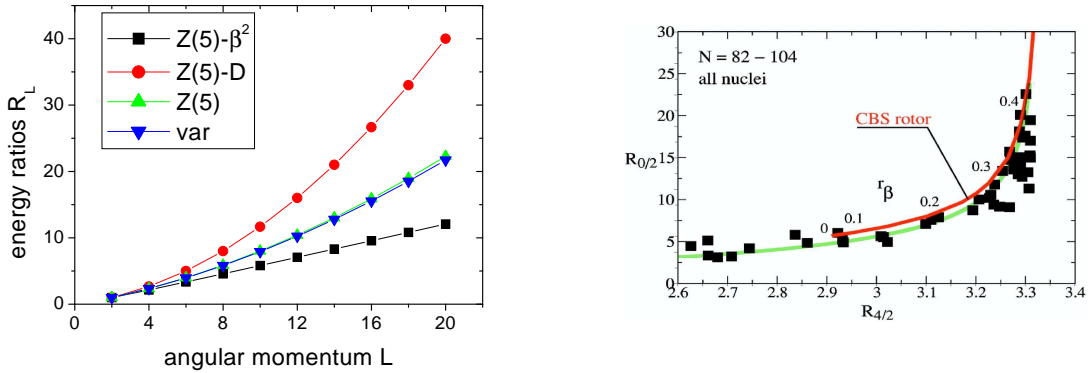 Z(5)-β²
Z(5)-D
Z(5)
var
energy ratios R_L
40
30
20
10
0
0
4
8
12
16
20
angular momentum L
N = 82 – 104
all nuclei
CBS rotor
r_β
0
0.1
0.2
0.3
0.4
R_0/2
30
25
20
15
10
5
0
2.6
2.7
2.8
2.9
3
3.1
3.2
3.3
3.4
R_4/2